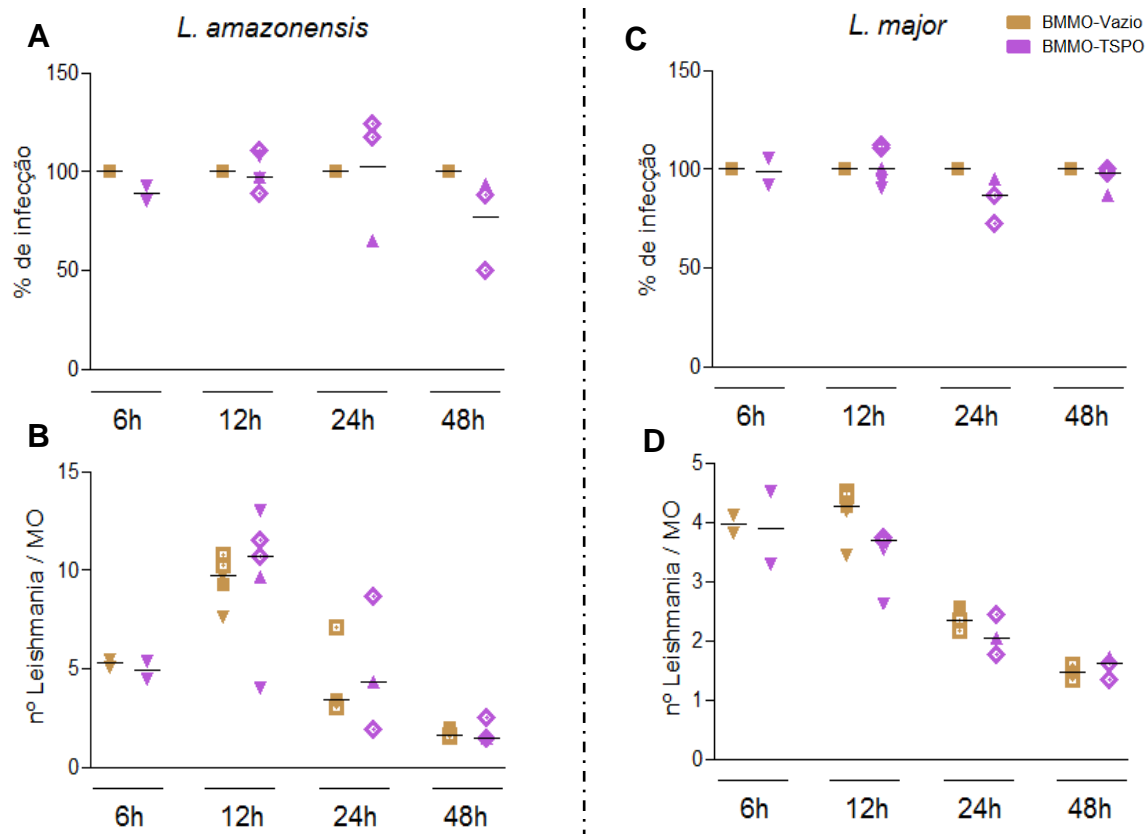 A
L. amazonensis
% de infecção
150
100
50
0
6h
12h
24h
48h
B
nº Leishmania / MO
15
10
5
0
6h
12h
24h
48h
C
L. major
BMMO-Vazio
BMMO-TSPO
% de infecção
150
100
50
0
6h
12h
24h
48h
D
nº Leishmania / MO
5
4
3
2
1
0
6h
12h
24h
48h